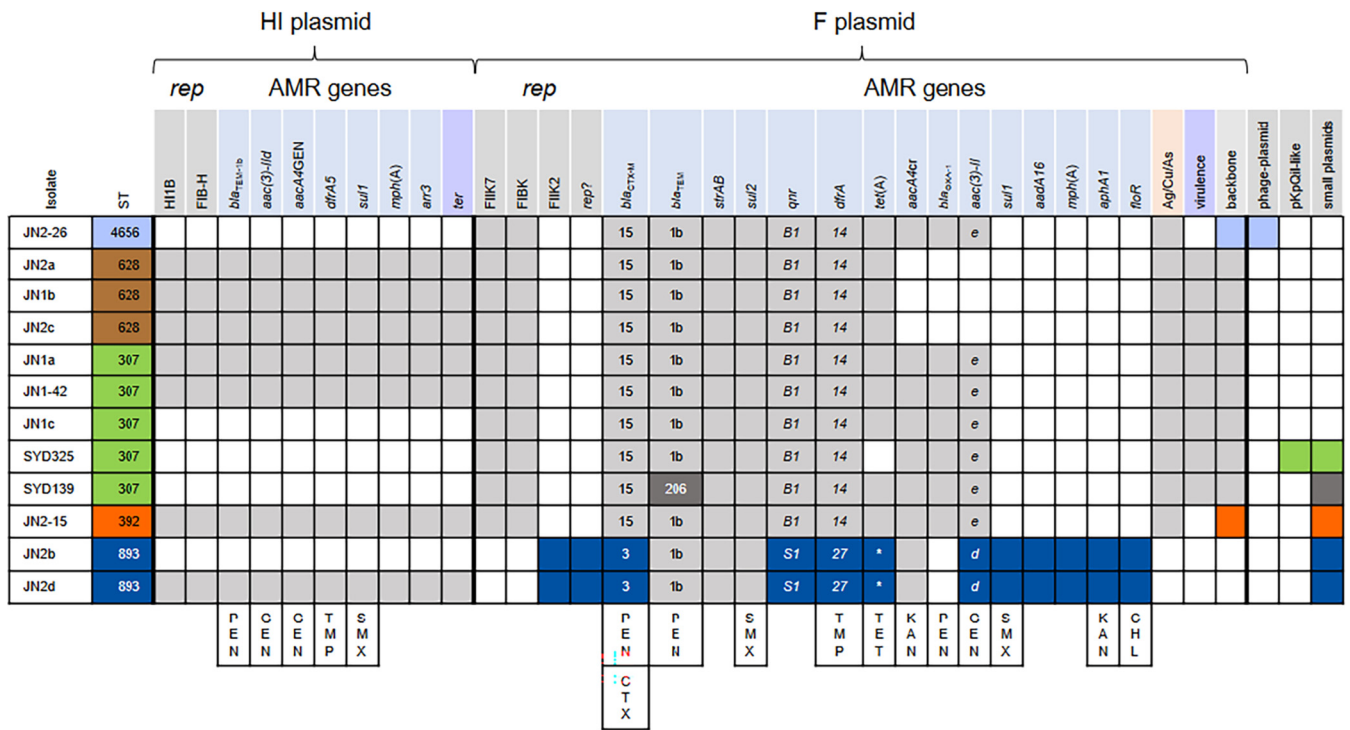 HI plasmid F plasmid
rep AMR genes rep AMR genes
Isolate ST HI1B FIB-H blaTEM-1b aac(3)-IId aacA4GEN dfrA5 sul1 mph(A) ar3 ter FIIK7 FIBK FIIK2 rep? blaCTX-M blaTEM strAB sul2 qnr dfrA tet(A) aacA4cr blaOXA-1 aac(3)-II sul1 aadA16 mph(A) aphA1 floR Ag/Cu/As virulence backbone phage-plasmid pKpQil-like small plasmids
JN2-26 4656 15 1b B1 14 e
JN2a 628 15 1b B1 14
JN1b 628 15 1b B1 14
JN2c 628 15 1b B1 14
JN1a 307 15 1b B1 14 e
JN1-42 307 15 1b B1 14 e
JN1c 307 15 1b B1 14 e
SYD325 307 15 1b B1 14 e
SYD139 307 15 206 B1 14 e
JN2-15 392 15 1b B1 14 e
JN2b 893 3 1b S1 27 * d
JN2d 893 3 1b S1 27 * d
PEN GEN GEN TMP SMX PEN PEN SMX TMP TET KAN PEN GEN SMX KAN CHL
CTX